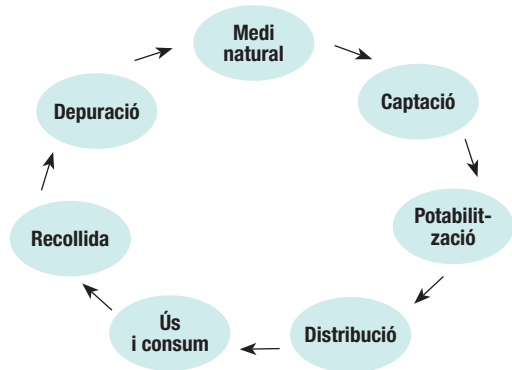 Medi
natural
Captació
Potabilit-
zació
Distribució
Ús
i consum
Recollida
Depuració